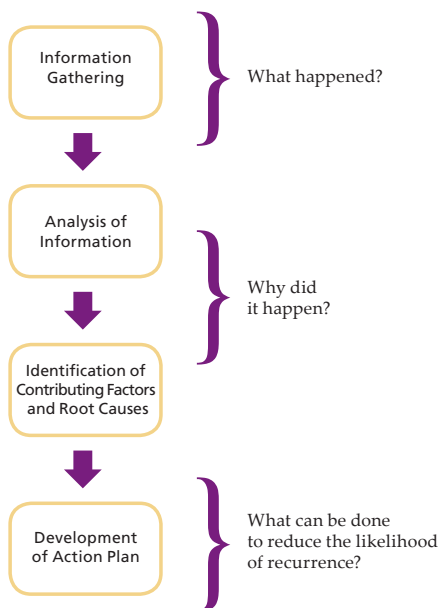 Information
Gathering
What happened?
Analysis of
Information
Why did
it happen?
Identification of
Contributing Factors
and Root Causes
Development
of Action Plan
What can be done
to reduce the likelihood
of recurrence?